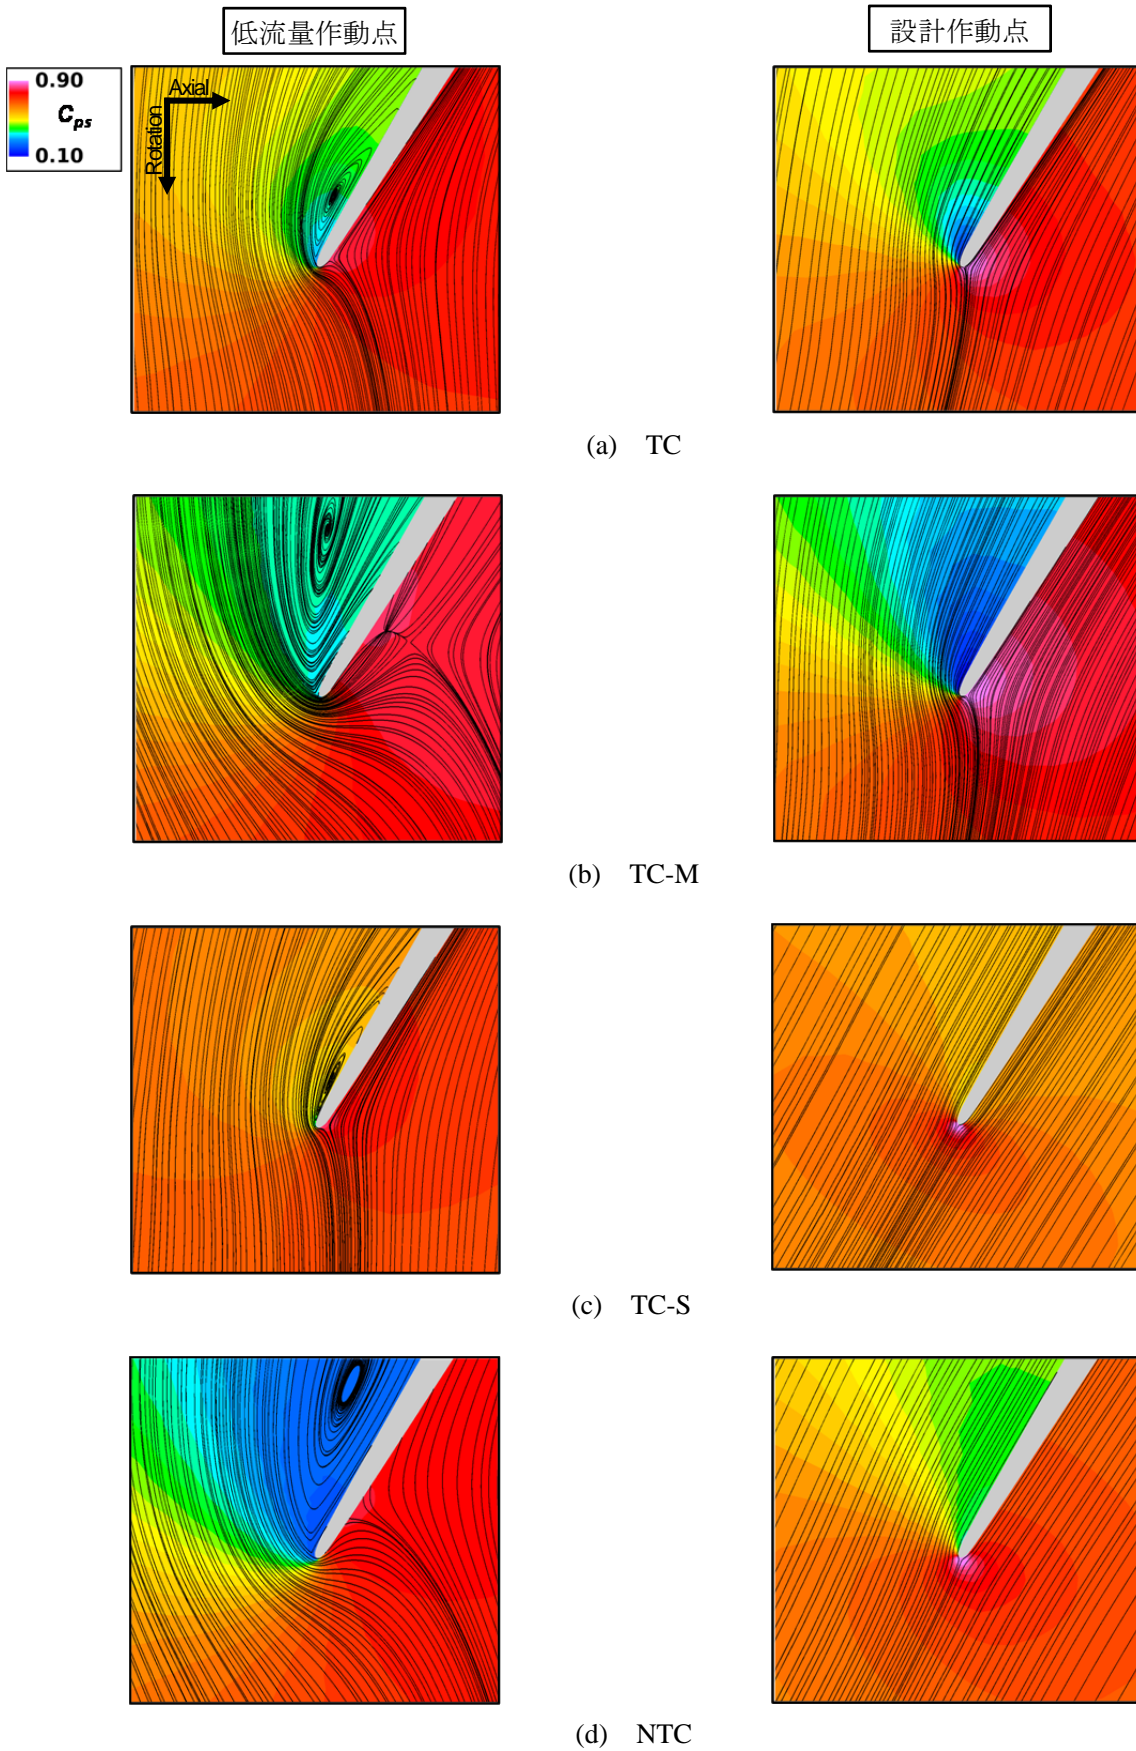 低流量作動点
設計作動点
0.90
C_ps
0.10
Axial
Rotation
(a) TC
(b) TC-M
(c) TC-S
(d) NTC